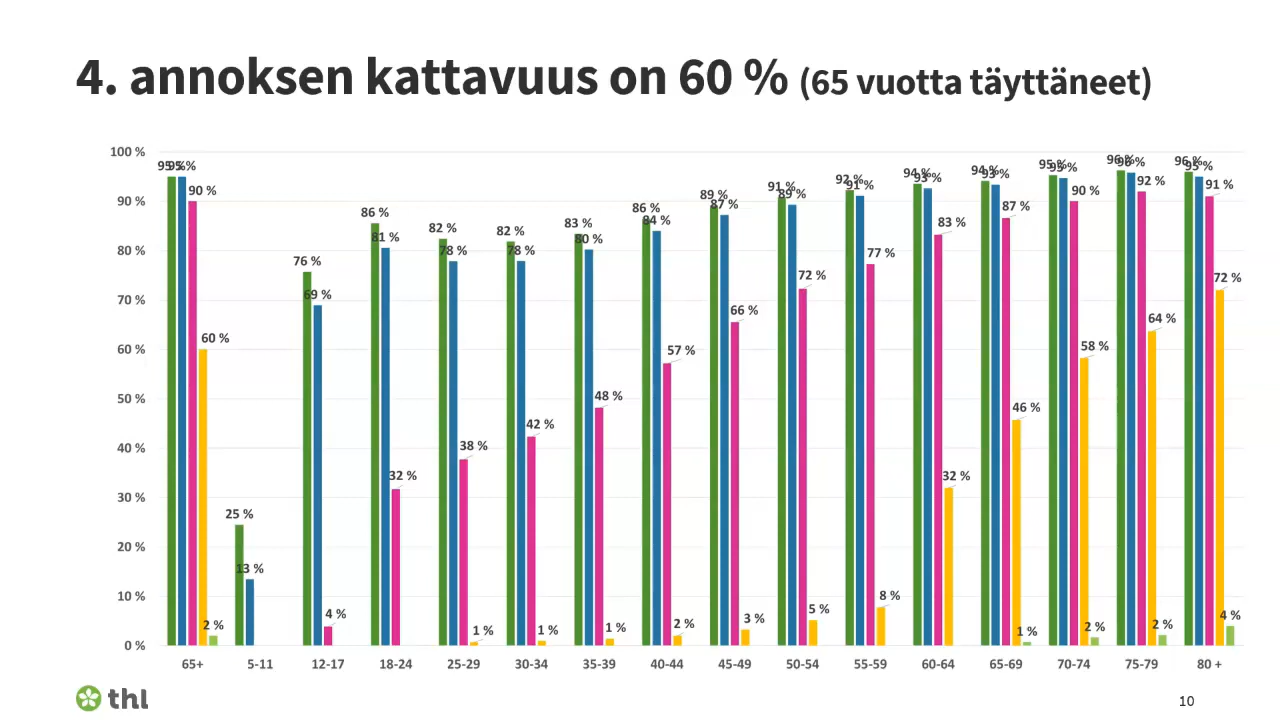 4. annoksen kattavuus on 60 % (65 vuotta täyttäneet)
100 %
90 %
80 %
70 %
60 %
50 %
40 %
30 %
20 %
10 %
0 %
95 % 95 % 90 % 60 % 2 %
25 % 13 %
76 % 69 % 4 %
86 % 81 % 32 %
82 % 78 % 38 % 1 %
82 % 78 % 42 % 1 %
83 % 80 % 48 % 1 %
86 % 84 % 57 % 2 %
89 % 87 % 66 % 3 %
91 % 89 % 72 % 5 %
92 % 91 % 77 % 8 %
94 % 93 % 83 % 32 %
94 % 93 % 87 % 46 % 1 %
95 % 95 % 90 % 58 % 2 %
96 % 96 % 92 % 64 % 2 %
96 % 95 % 91 % 72 % 4 %
65+ 5-11 12-17 18-24 25-29 30-34 35-39 40-44 45-49 50-54 55-59 60-64 65-69 70-74 75-79 80 +
thl
10